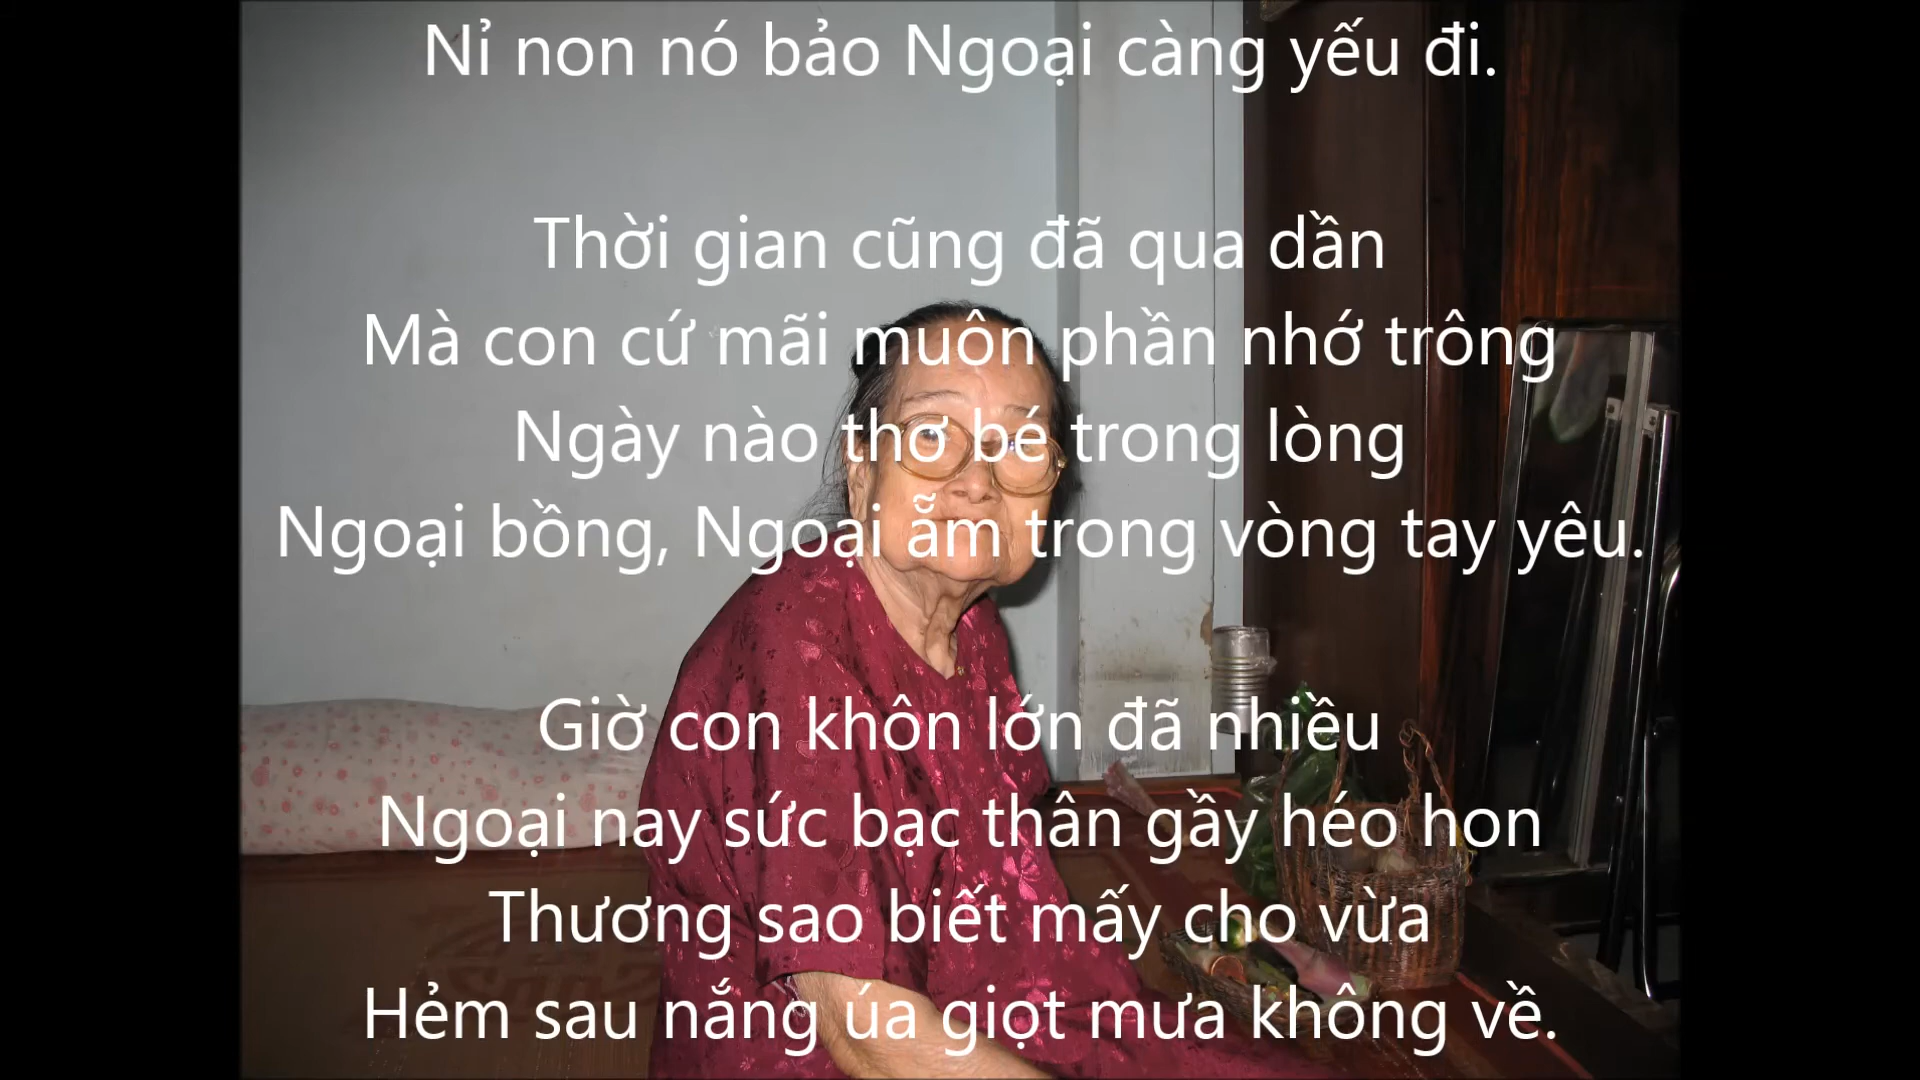 Nỉ non nó bảo Ngoại càng yếu đi.
Thời gian cũng đã qua dần
Mà con cứ mãi muôn phần nhớ trông
Ngày nào thơ bé trong lòng
Ngoại bồng, Ngoại ẵm trong vòng tay yêu.
Giờ con khôn lớn đã nhiều
Ngoại nay sức bạc thân gầy héo hon
Thương sao biết mấy cho vừa
Hẻm sau nắng úa giọt mưa không về.